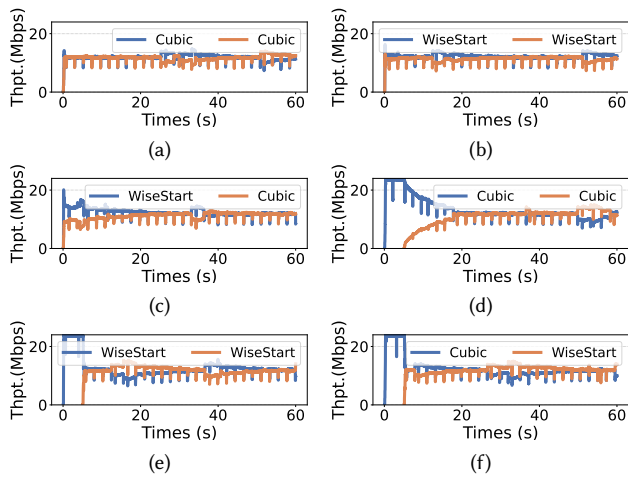 Thpt.(Mbps)
20
0
Cubic
Cubic
0
20
40
60
Times (s)
(a)
Thpt.(Mbps)
20
0
WiseStart
WiseStart
0
20
40
60
Times (s)
(b)
Thpt.(Mbps)
20
0
WiseStart
Cubic
0
20
40
60
Times (s)
(c)
Thpt.(Mbps)
20
0
Cubic
Cubic
0
20
40
60
Times (s)
(d)
Thpt.(Mbps)
20
0
WiseStart
WiseStart
0
20
40
60
Times (s)
(e)
Thpt.(Mbps)
20
0
Cubic
WiseStart
0
20
40
60
Times (s)
(f)